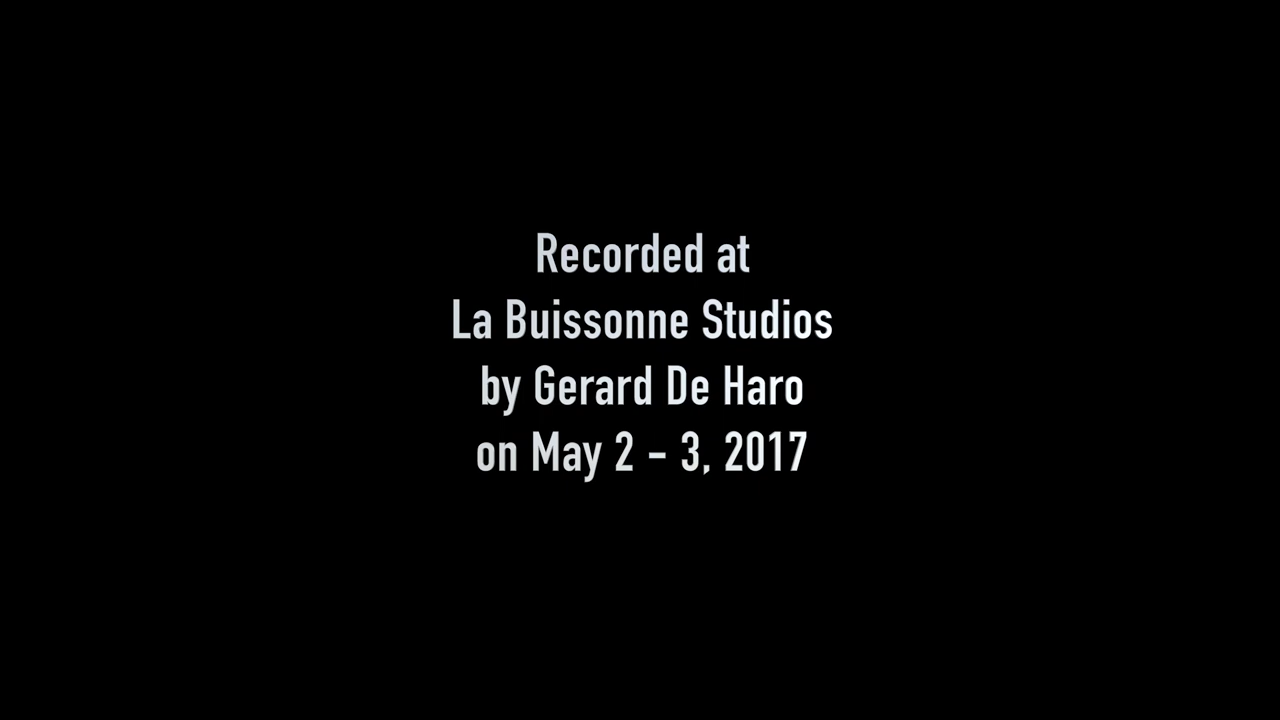 Recorded at
La Buissonne Studios
by Gerard De Haro
on May 2 - 3, 2017